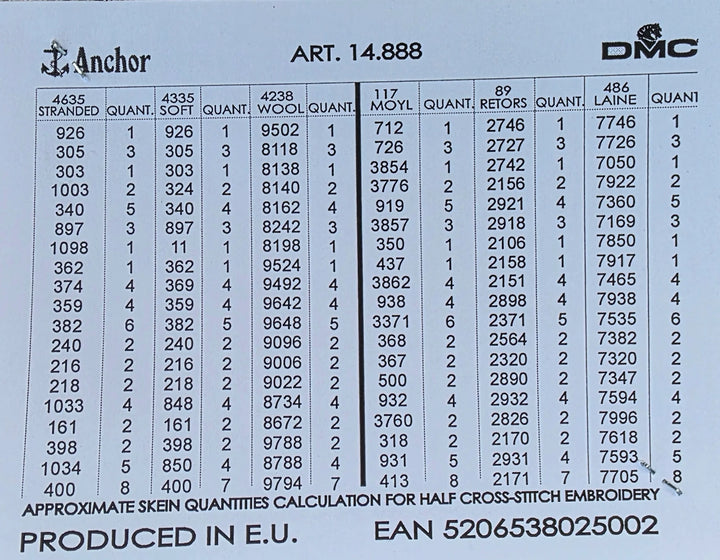 Anchor ART. 14.888 DMC
4635 4335 4238 117 89 486
STRANDED QUANT. SOFT QUANT. WOOL QUANT. MOYL QUANT. RETORS QUANT. LAINE QUANT
926 1 926 1 9502 1 712 1 2746 1 7746 1
305 3 305 3 8118 3 726 3 2727 3 7726 3
303 1 303 1 8138 1 3854 1 2742 1 7050 1
1003 2 324 2 8140 2 3776 2 2156 2 7922 2
340 5 340 4 8162 4 919 5 2921 4 7360 5
897 3 897 3 8242 3 3857 3 2918 3 7169 3
1098 1 11 1 8198 1 350 1 2106 1 7850 1
362 1 362 1 9524 1 437 1 2158 1 7917 1
374 4 369 4 9492 4 3862 4 2151 4 7465 4
359 4 359 4 9642 4 938 4 2898 4 7938 4
382 6 382 5 9648 5 3371 6 2371 5 7535 6
240 2 240 2 9096 2 368 2 2564 2 7382 2
216 2 216 2 9006 2 367 2 2320 2 7320 2
218 2 218 2 9022 2 500 2 2890 2 7347 2
1033 4 848 4 8734 4 932 4 2932 4 7594 4
161 2 161 2 8672 2 3760 2 2826 2 7996 2
398 2 398 2 9788 2 318 2 2170 2 7618 2
1034 5 850 4 8788 4 931 5 2931 4 7593 5
400 8 400 7 9794 7 413 8 2171 7 7705 8
APPROXIMATE SKEIN QUANTITIES CALCULATION FOR HALF CROSS-STITCH EMBROIDERY
PRODUCED IN E.U. EAN 5206538025002